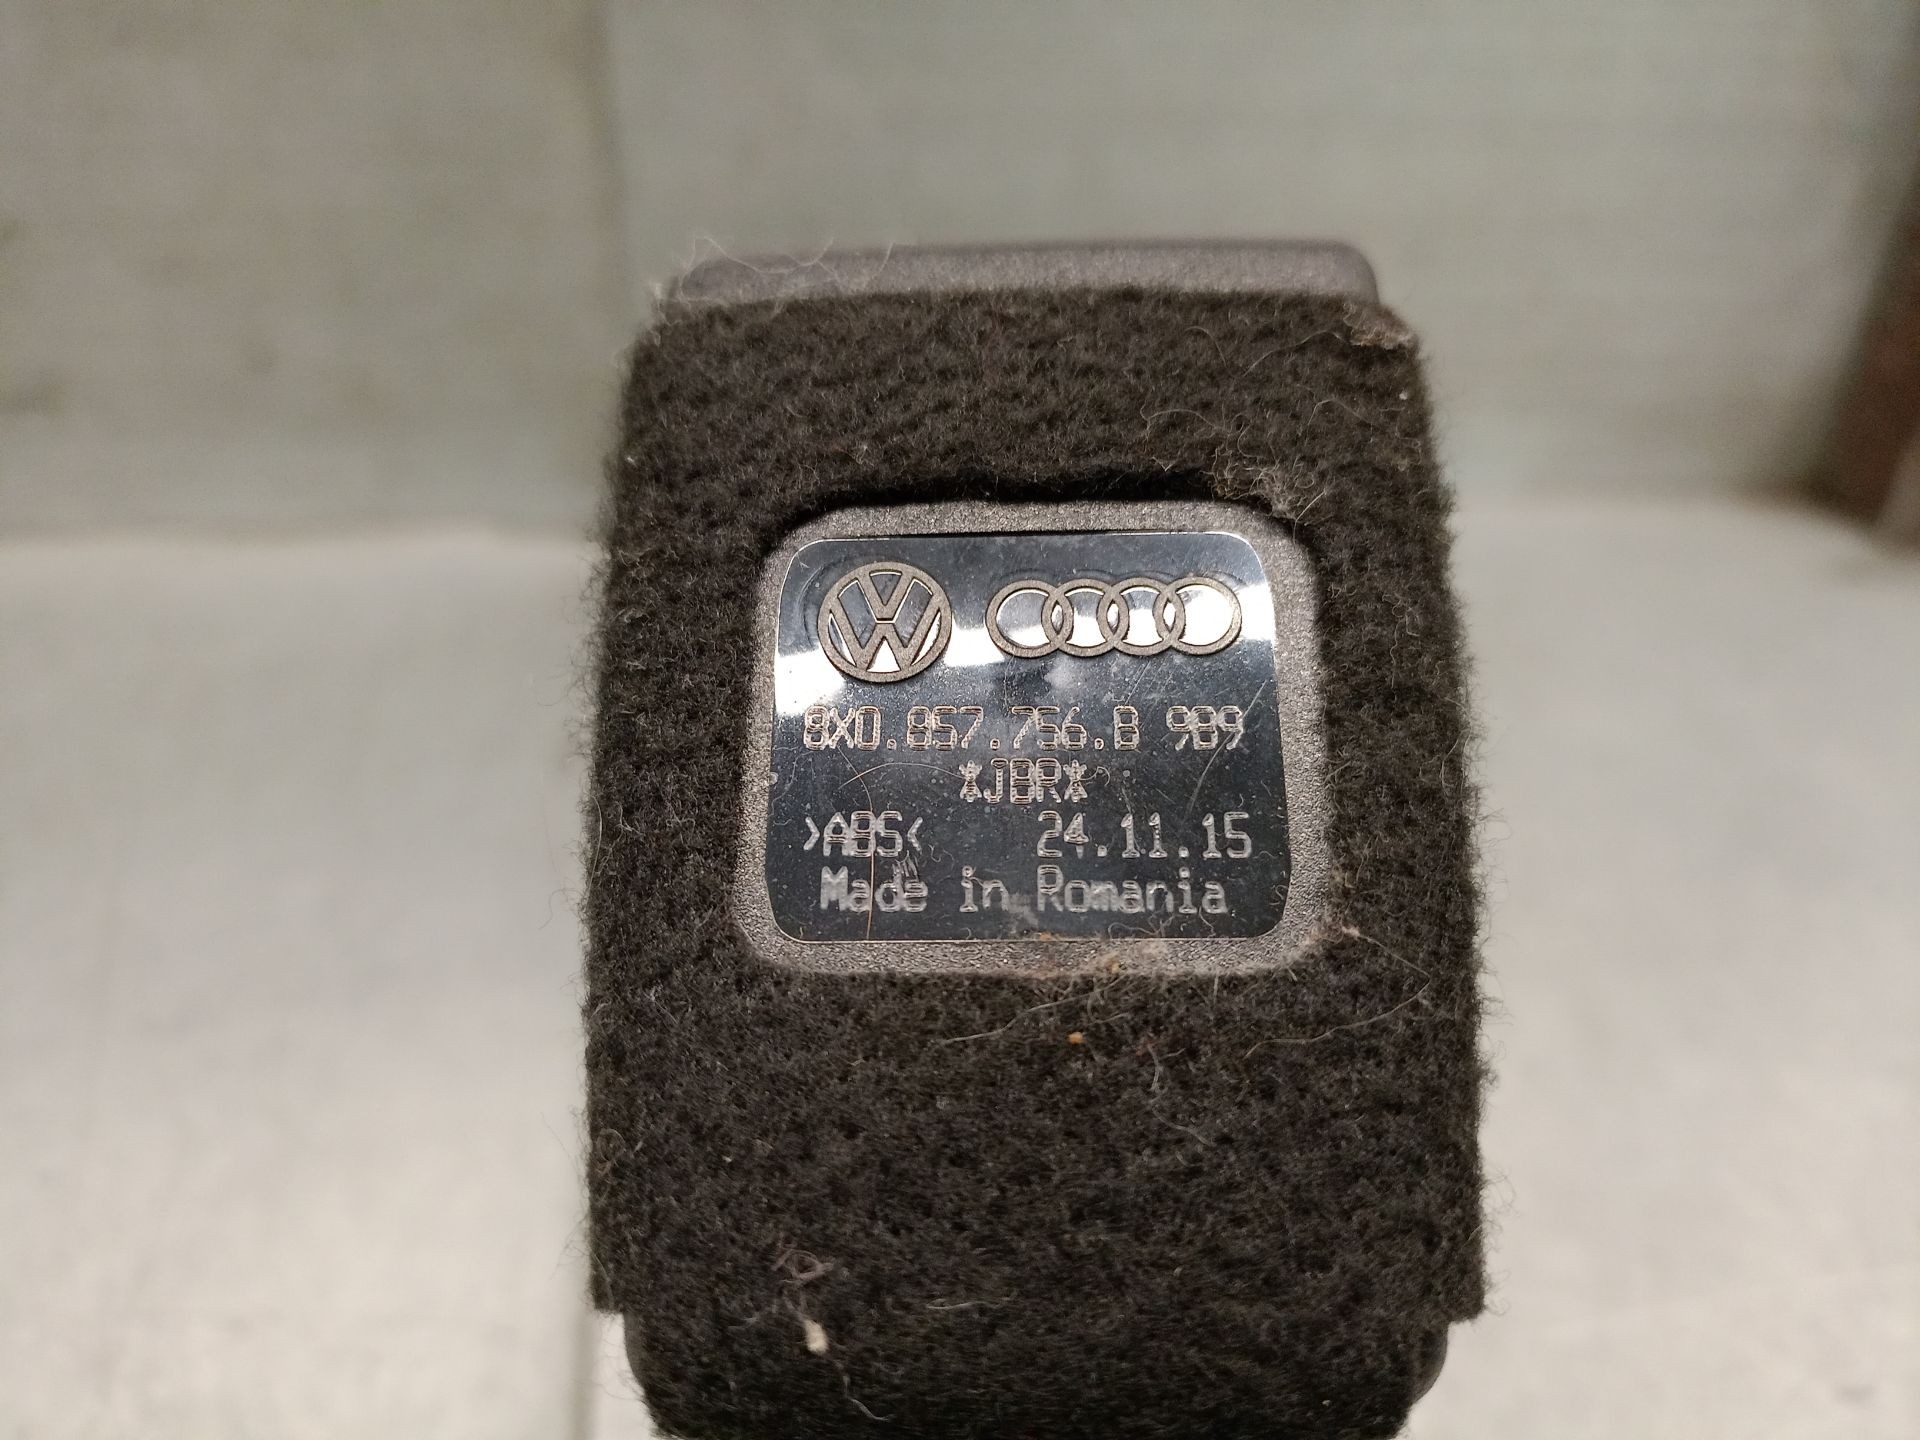 8X0.857.756.B 9B9
*JBR*
>ABS< 24.11.15
Made in Romania